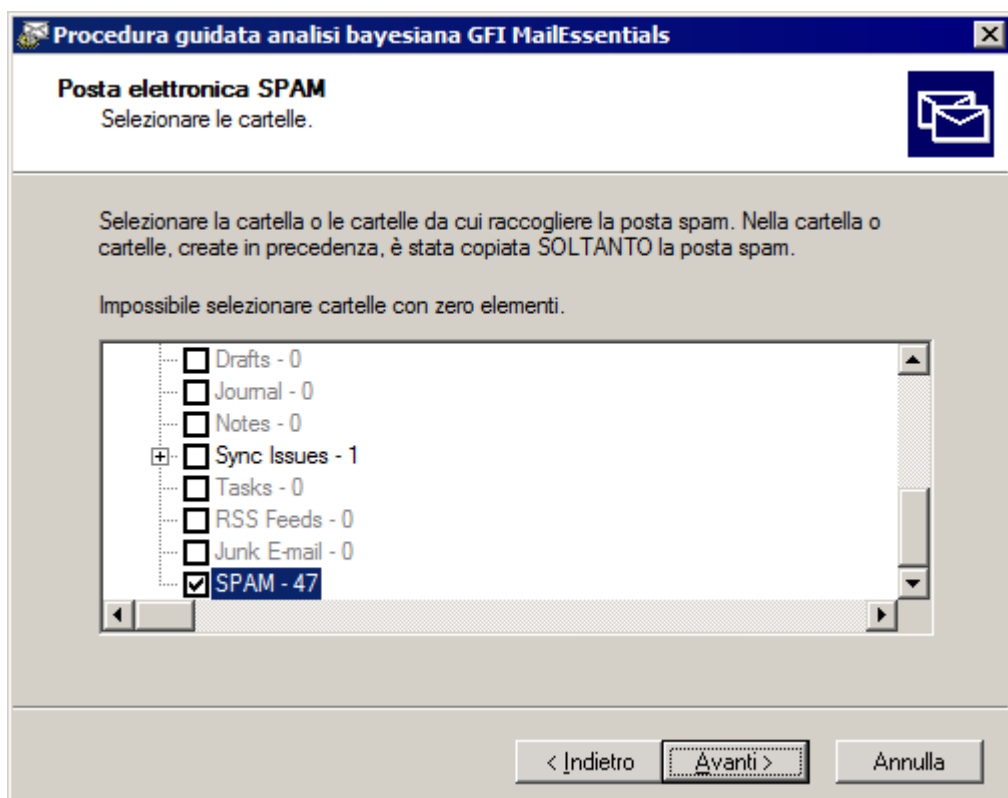 Procedura guidata analisi bayesiana GFI MailEssentials
Posta elettronica SPAM
Selezionare le cartelle.
Selezionare la cartella o le cartelle da cui raccogliere la posta spam. Nella cartella o
cartelle, create in precedenza, è stata copiata SOLTANTO la posta spam.
Impossibile selezionare cartelle con zero elementi.
Drafts - 0
Journal - 0
Notes - 0
Sync Issues - 1
Tasks - 0
RSS Feeds - 0
Junk E-mail - 0
SPAM - 47
< Indietro
Avanti >
Annulla